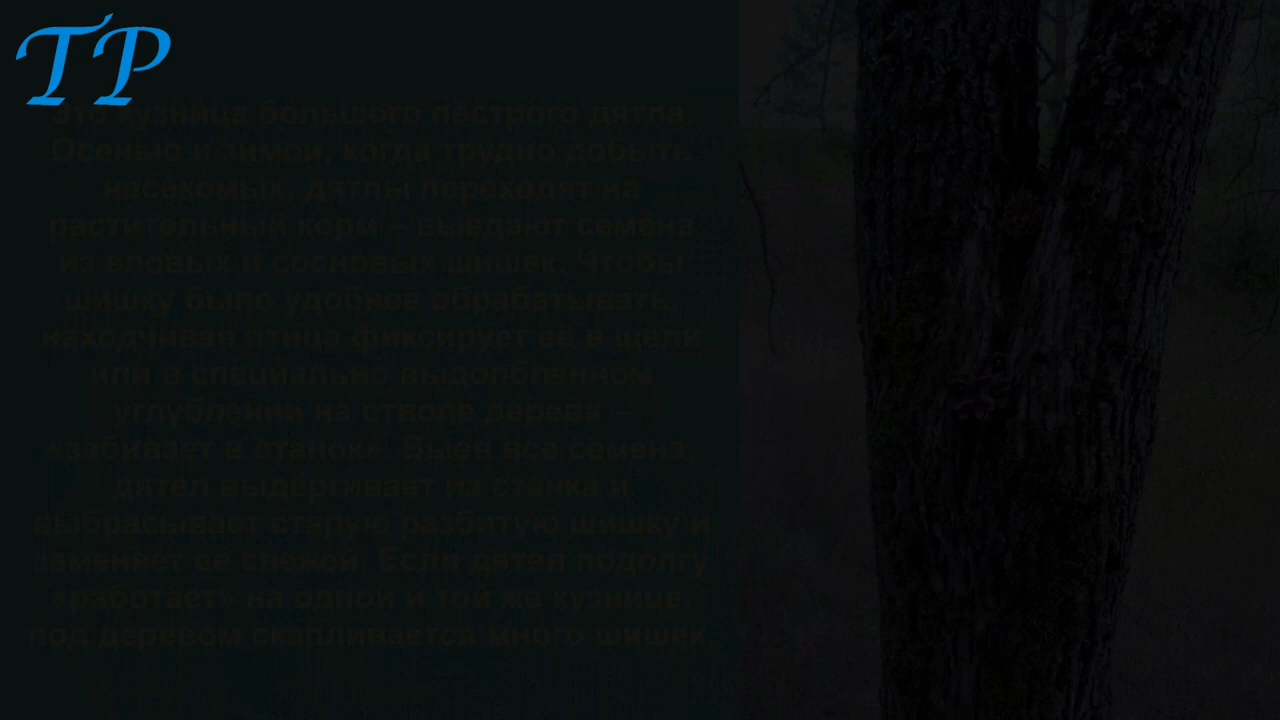 TP
Это кузница большого пёстрого дятла.
Осенью и зимой, когда трудно добыть
насекомых, дятлы переходят на
растительный корм – выедают семена
из еловых и сосновых шишек. Чтобы
шишку было удобнее обрабатывать,
находчивая птица фиксирует её в щели
или в специально выдолбленном
углублении на стволе дерева –
«забивает в станок». Выев все семена,
дятел выдёргивает из станка и
выбрасывает старую разбитую шишку и
заменяет её свежей. Если дятел подолгу
«работает» на одной и той же кузнице,
под деревом скапливается много шишек.